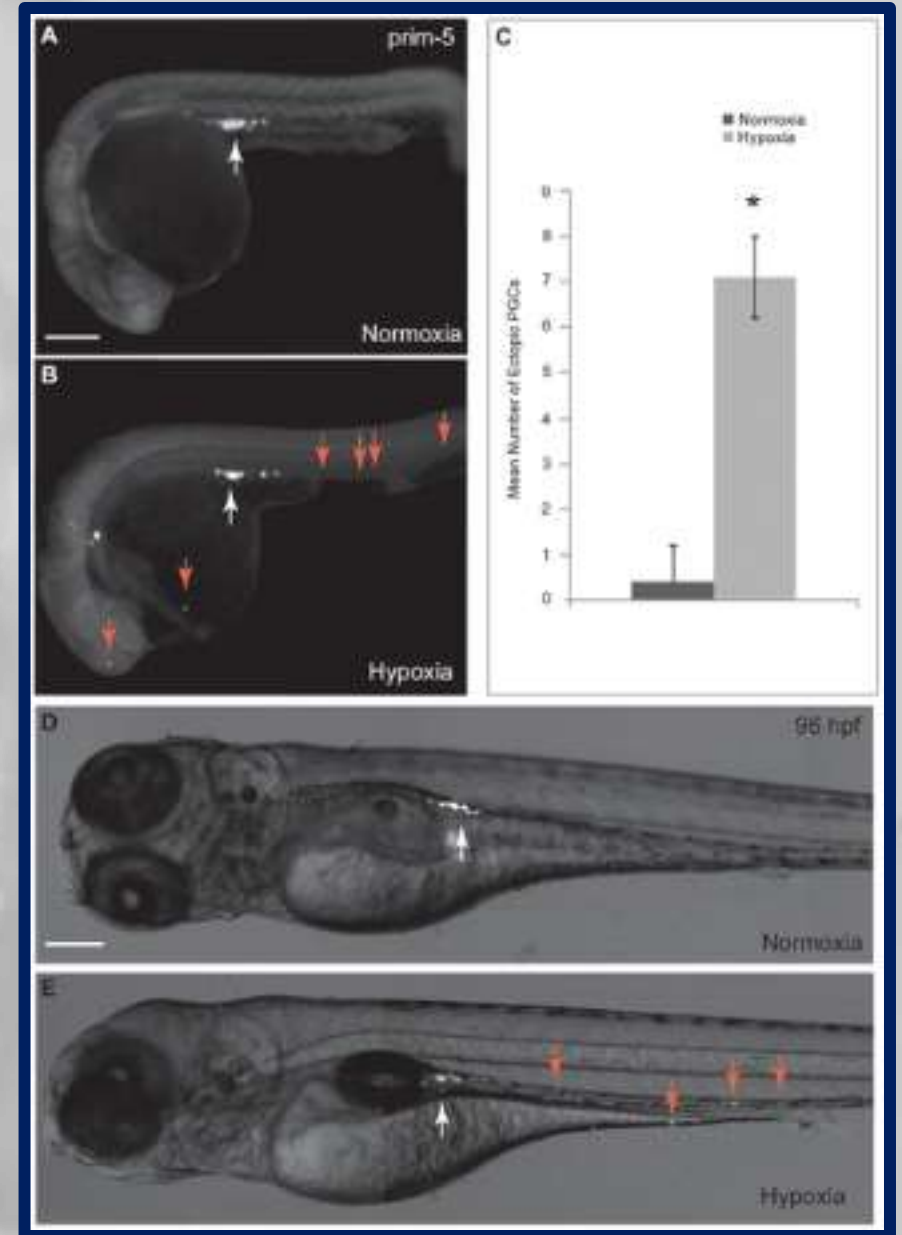 A
prim-5
Normoxia
B
Hypoxia
C
Normoxia
Hypoxia
9
8
7
6
5
4
3
2
1
0
*
Mean Number of Ectopic PGCs
D
96 hpf
Normoxia
E
Hypoxia